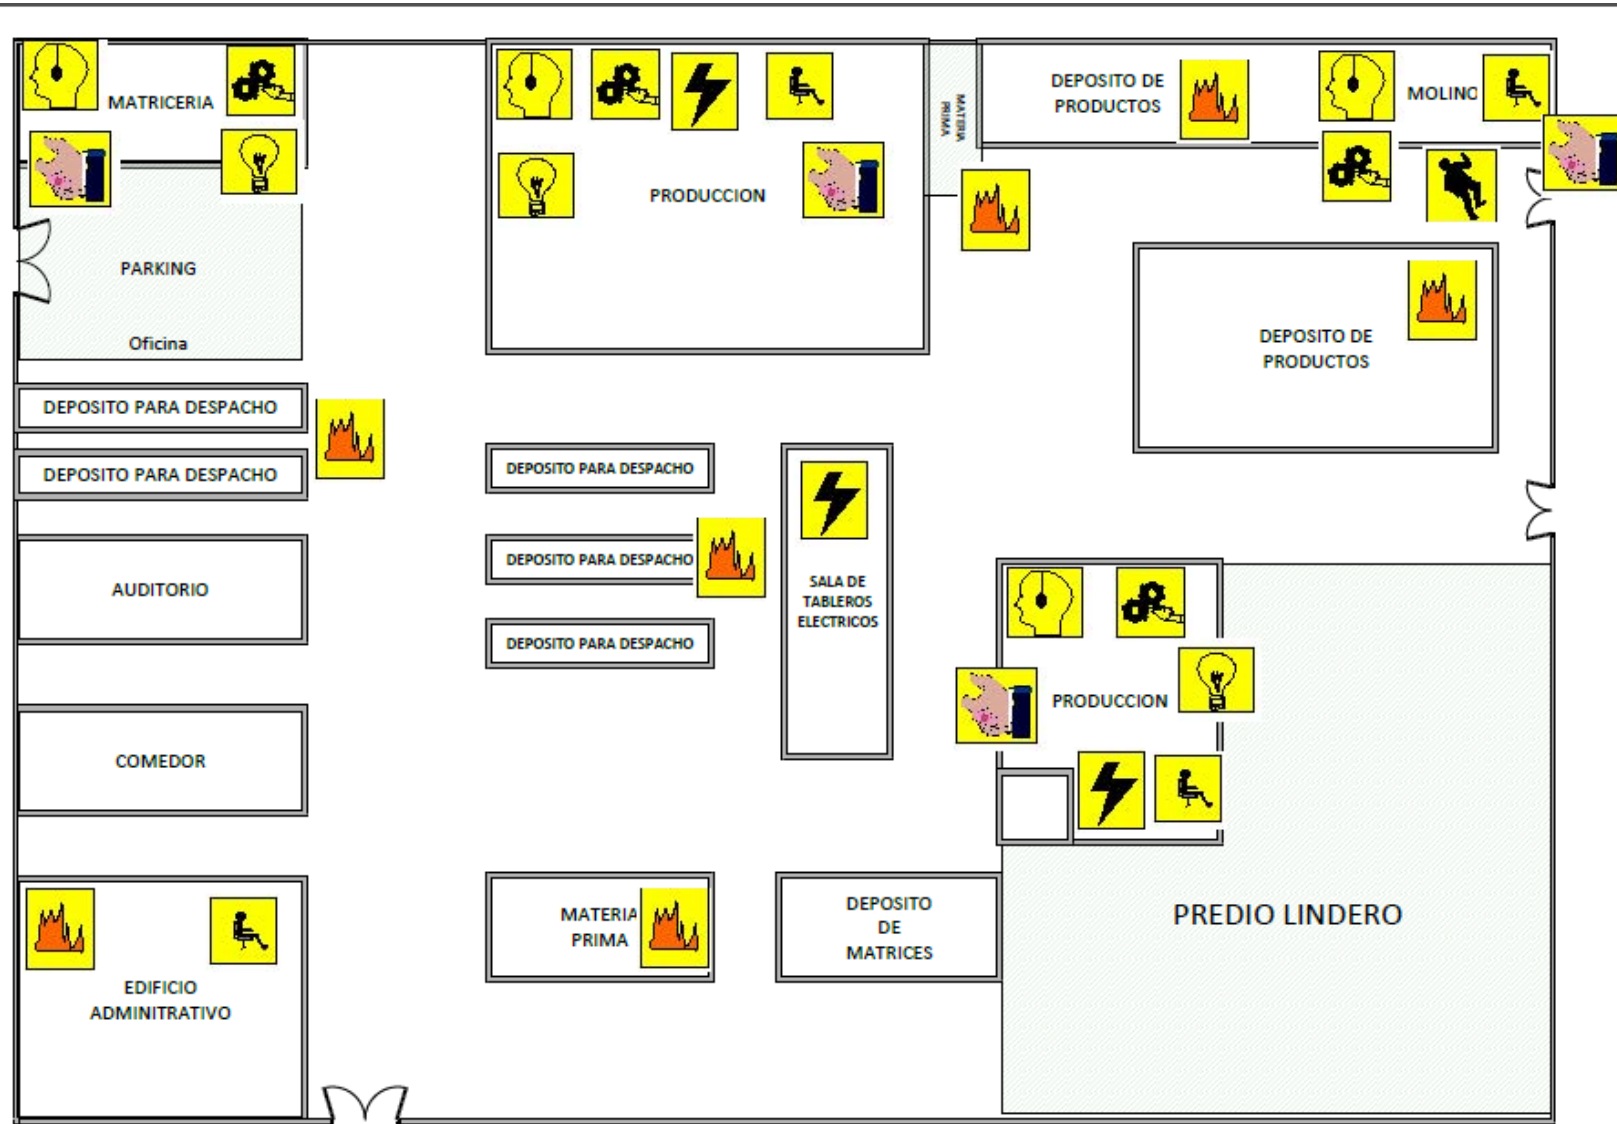 MATRICERIA
PARKING
Oficina
DEPOSITO PARA DESPACHO
DEPOSITO PARA DESPACHO
AUDITORIO
COMEDOR
EDIFICIO
ADMINITRATIVO
PRODUCCION
MATERIA
PRIMA
DEPOSITO DE
PRODUCTOS
MOLINO
DEPOSITO DE
PRODUCTOS
DEPOSITO PARA DESPACHO
DEPOSITO PARA DESPACHO
DEPOSITO PARA DESPACHO
SALA DE
TABLEROS
ELECTRICOS
PRODUCCION
MATERIA
PRIMA
DEPOSITO
DE
MATRICES
PREDIO LINDERO